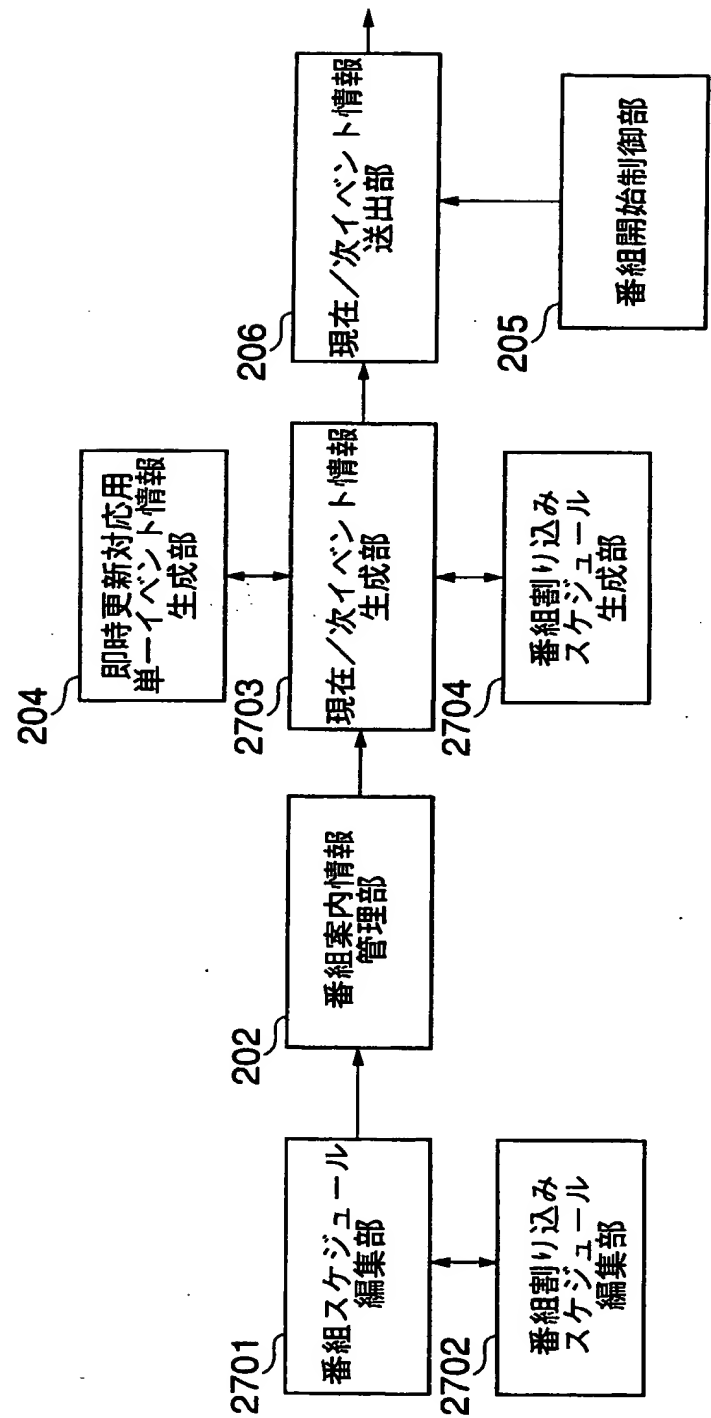 204
即時更新対応用
単一イベント情報
生成部
2701
番組スケジュール
編集部
202
番組案内情報
管理部
2703
現在／次イベント情報
生成部
206
現在／次イベント情報
送出部
2702
番組割り込み
スケジュール
編集部
2704
番組割り込み
スケジュール
生成部
205
番組開始制御部